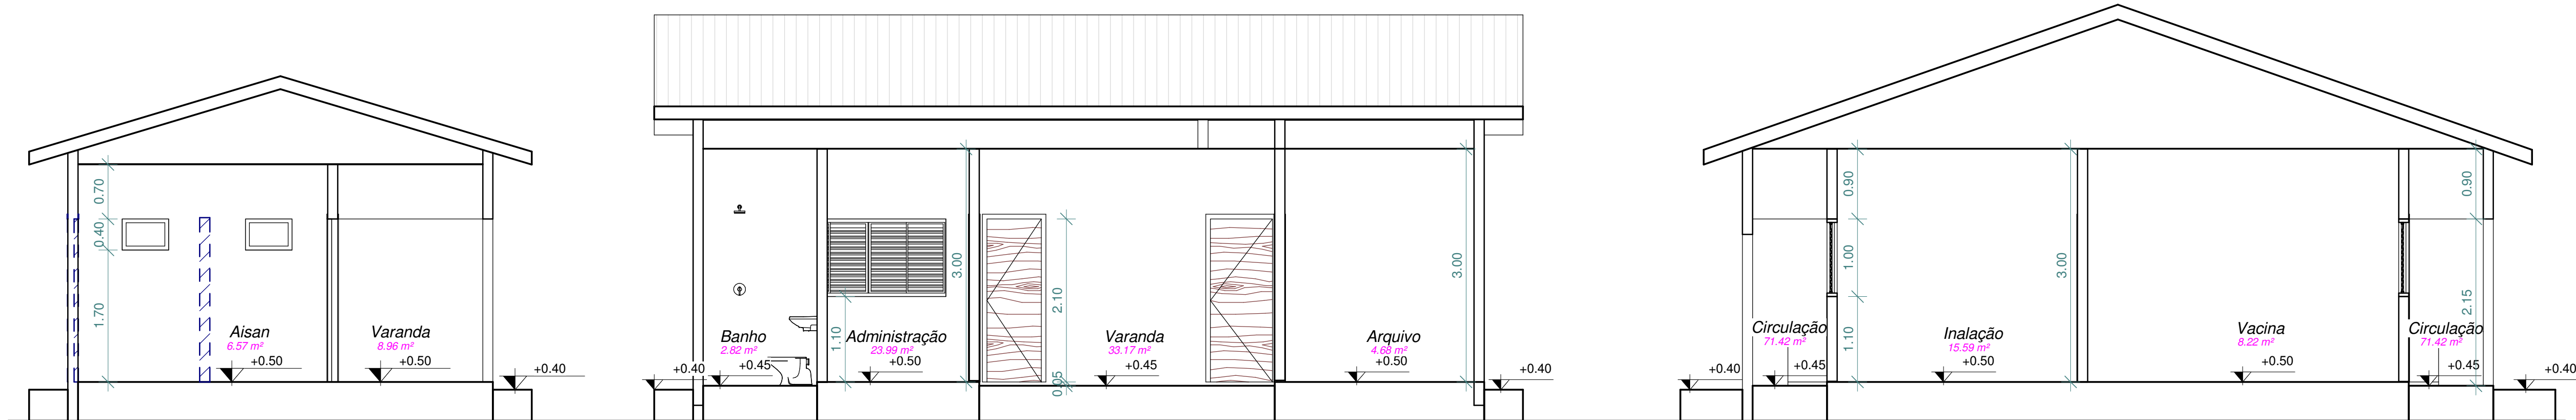 0.70
0.40
1.70
Aisan
6.57 m²
+0.50
Varanda
8.96 m²
+0.50
+0.40
+0.40
Banho
2.82 m²
+0.45
1.10
Administração
23.99 m²
+0.50
3.00
0.05
2.10
Varanda
33.17 m²
+0.45
Arquivo
4.68 m²
+0.50
3.00
+0.40
+0.40
Circulação
71.42 m²
+0.45
0.90
1.00
1.10
Inalação
15.59 m²
+0.50
3.00
Vacina
8.22 m²
+0.50
Circulação
71.42 m²
+0.45
0.90
2.15
+0.40